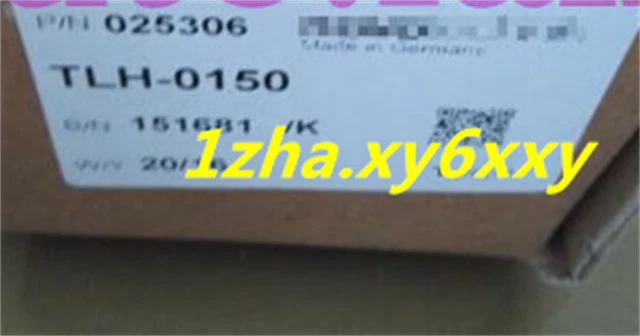 P/N 025306
Made in Germany
TLH-0150
S/N 151681 /K
1zha.xy6xxy